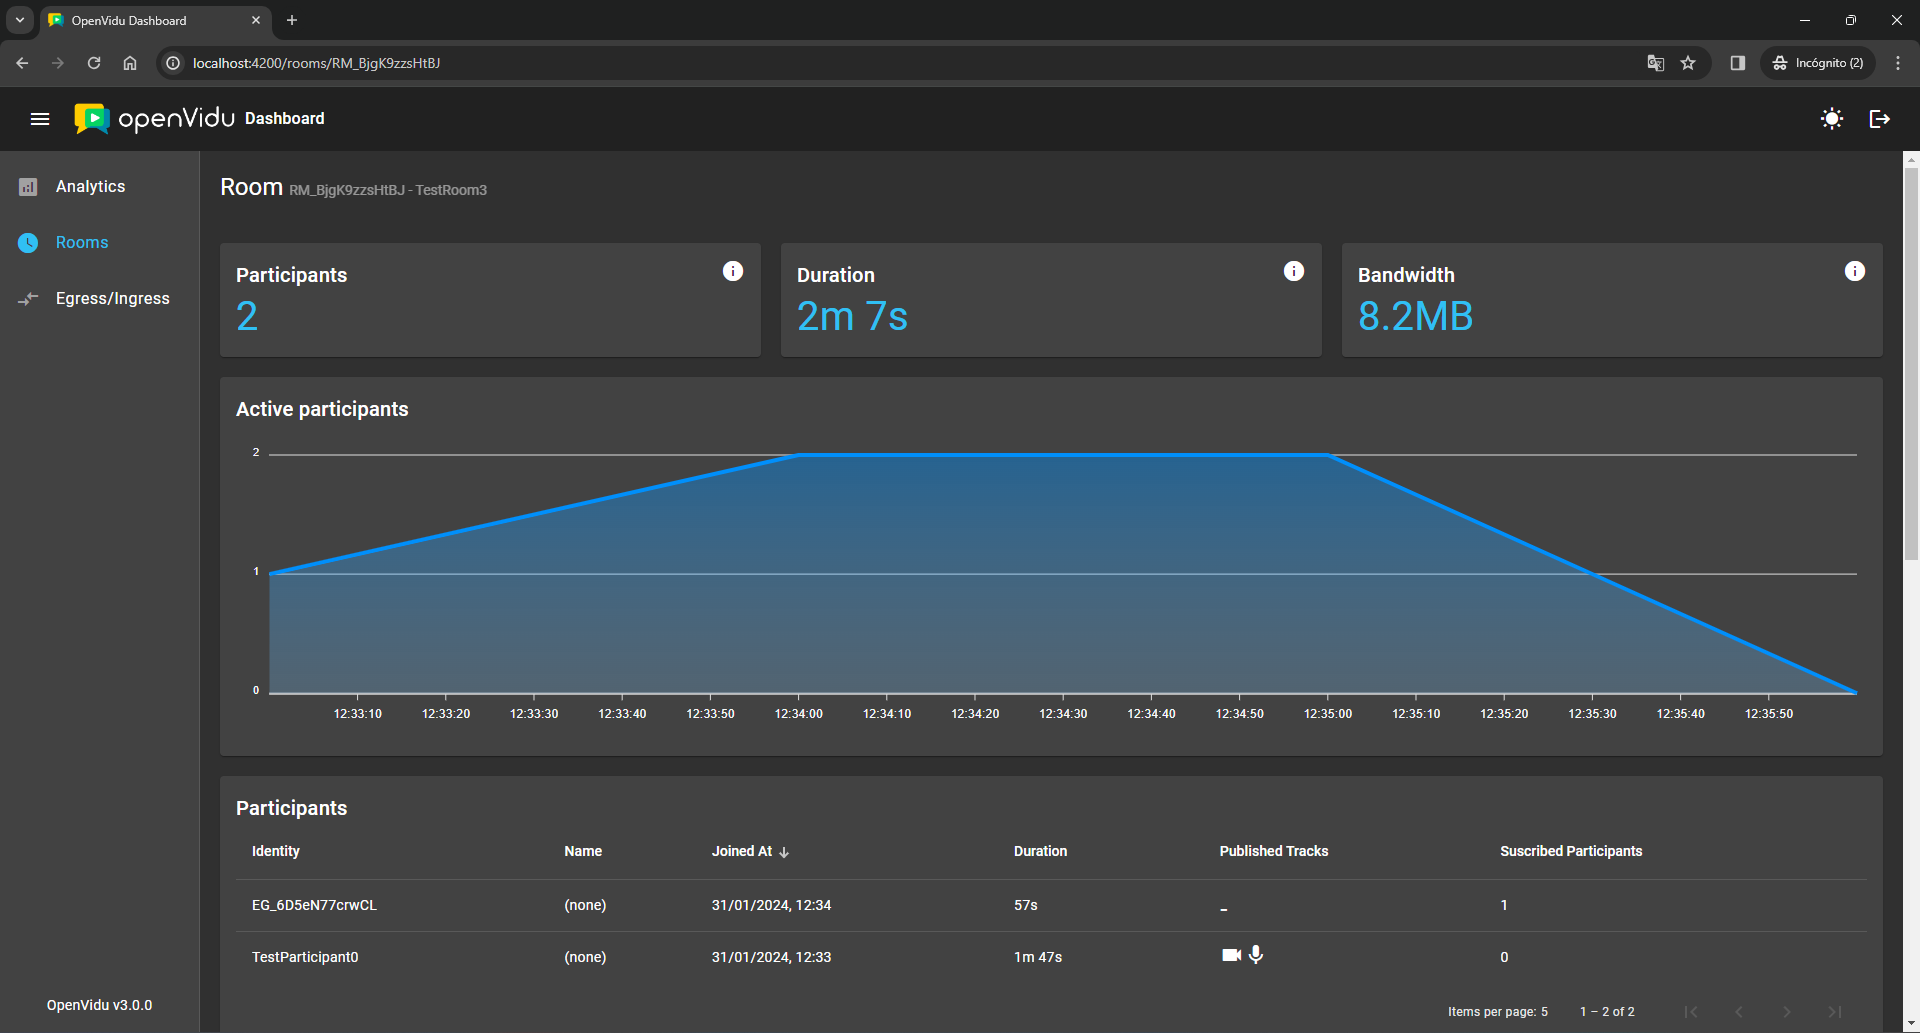 OpenVidu Dashboard
localhost:4200/rooms/RM_BjgK9zzsHtBJ
Incógnito (2)
openVidu Dashboard
Analytics
Rooms
Egress/Ingress
OpenVidu v3.0.0
Room RM_BjgK9zzsHtBJ - TestRoom3
Participants
2
Duration
2m 7s
Bandwidth
8.2MB
Active participants
2
1
0
12:33:10 12:33:20 12:33:30 12:33:40 12:33:50 12:34:00 12:34:10 12:34:20 12:34:30 12:34:40 12:34:50 12:35:00 12:35:10 12:35:20 12:35:30 12:35:40 12:35:50
Participants
Identity Name Joined At Duration Published Tracks Suscribed Participants
EG_6D5eN77crwCL (none) 31/01/2024, 12:34 57s - 1
TestParticipant0 (none) 31/01/2024, 12:33 1m 47s 0
Items per page: 5 1 – 2 of 2